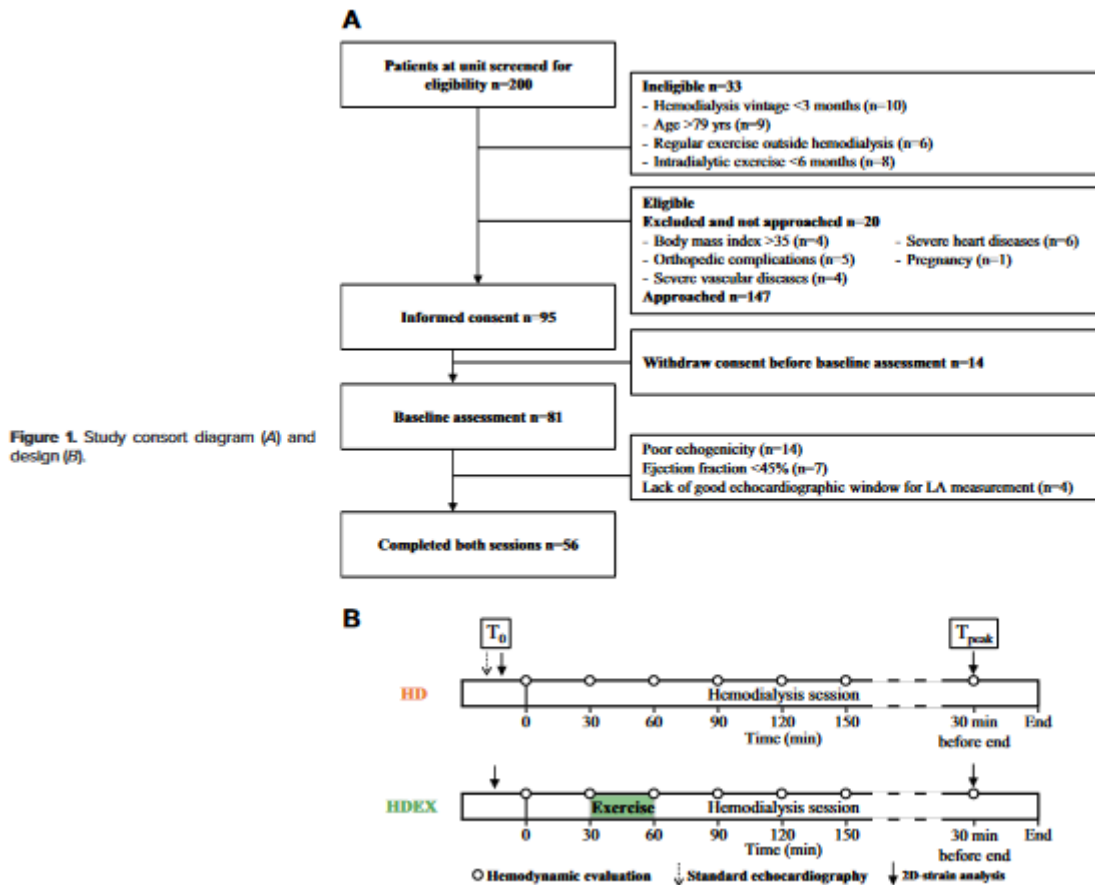 A
Patients at unit screened for
eligibility n=200
Ineligible n=33
- Hemodialysis vintage <3 months (n=10)
- Age >79 yrs (n=9)
- Regular exercise outside hemodialysis (n=6)
- Intradialytic exercise <6 months (n=8)
Eligible
Excluded and not approached n=20
- Body mass index >35 (n=4) - Severe heart diseases (n=6)
- Orthopedic complications (n=5) - Pregnancy (n=1)
- Severe vascular diseases (n=4)
Approached n=147
Informed consent n=95
Withdraw consent before baseline assessment n=14
Baseline assessment n=81
Figure 1. Study consort diagram (A) and
design (B).
Poor echogenicity (n=14)
Ejection fraction <45% (n=7)
Lack of good echocardiographic window for LA measurement (n=4)
Completed both sessions n=56
B
T0 Tpeak
HD Hemodialysis session
0 30 60 90 120 150 30 min End
Time (min) before end
HDEX Exercise Hemodialysis session
0 30 60 90 120 150 30 min End
Time (min) before end
Hemodynamic evaluation Standard echocardiography 2D-strain analysis